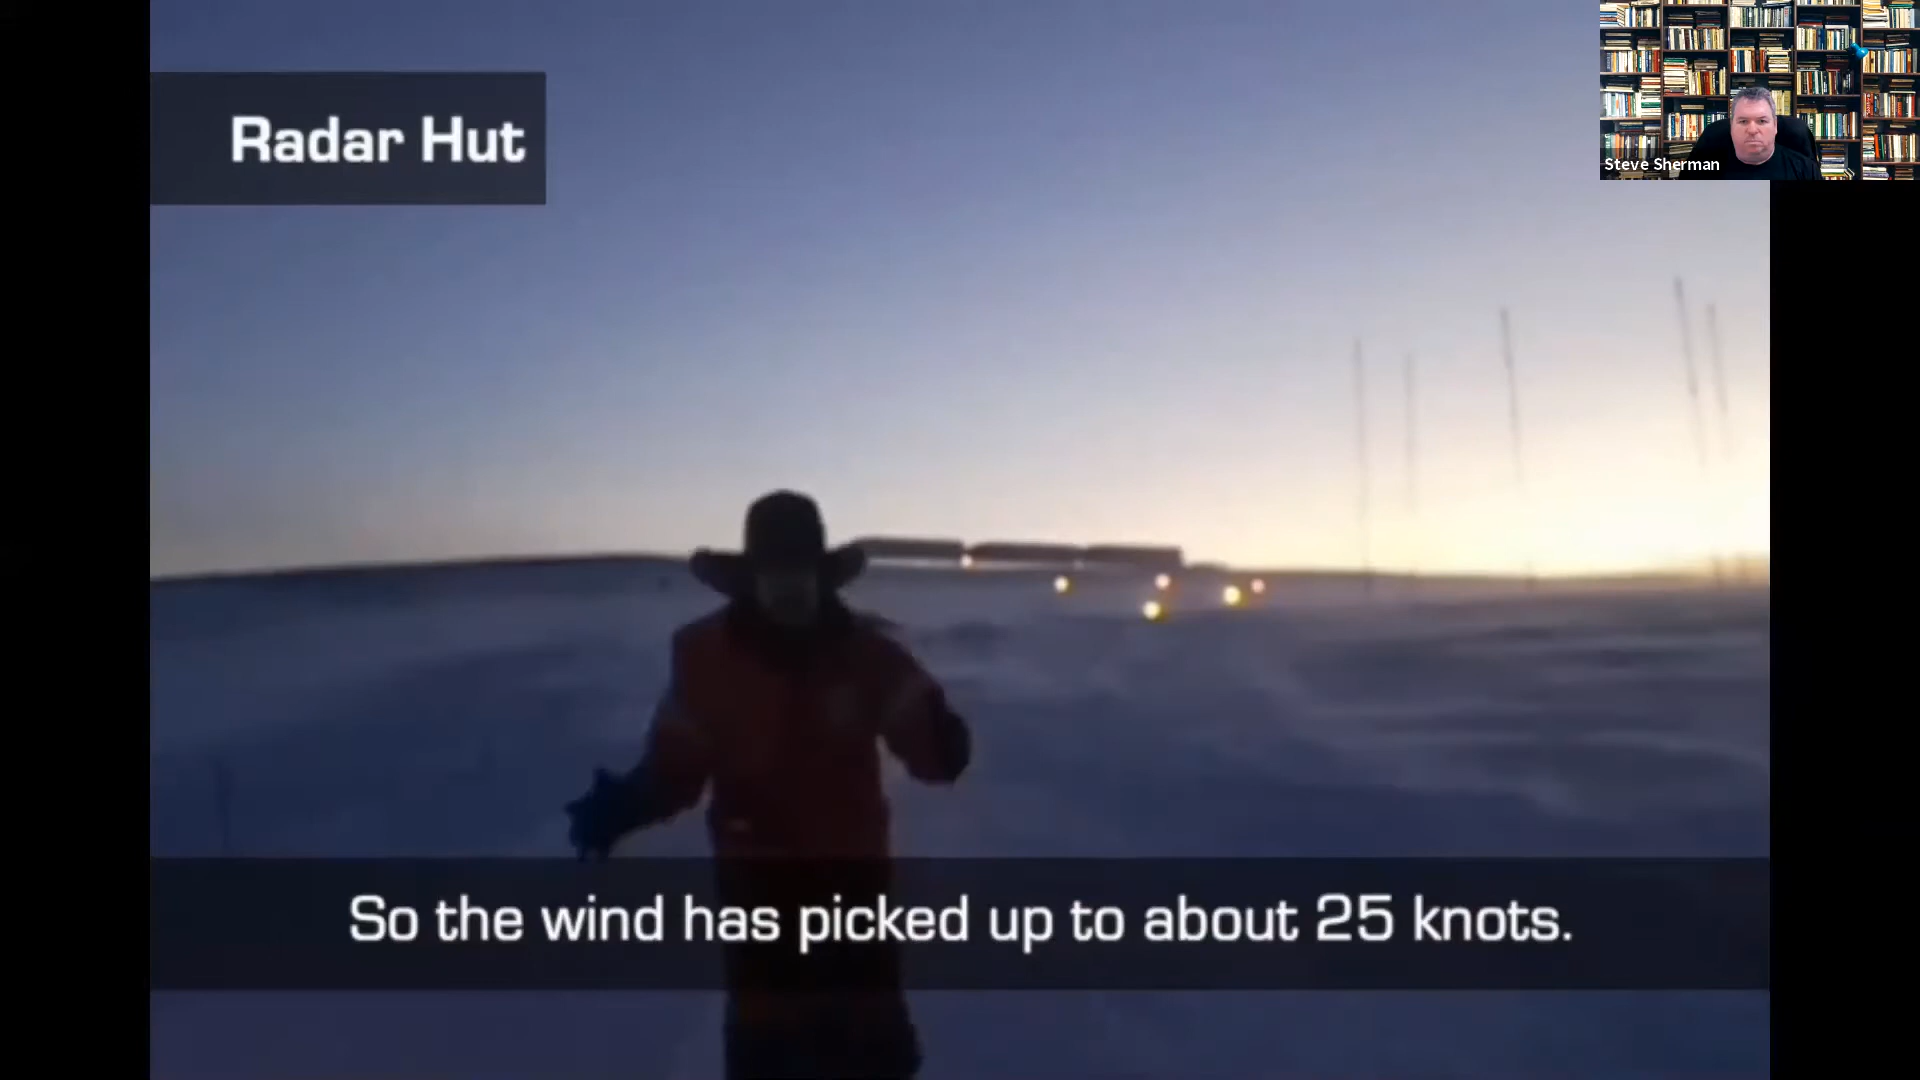 Radar Hut
Steve Sherman
So the wind has picked up to about 25 knots.